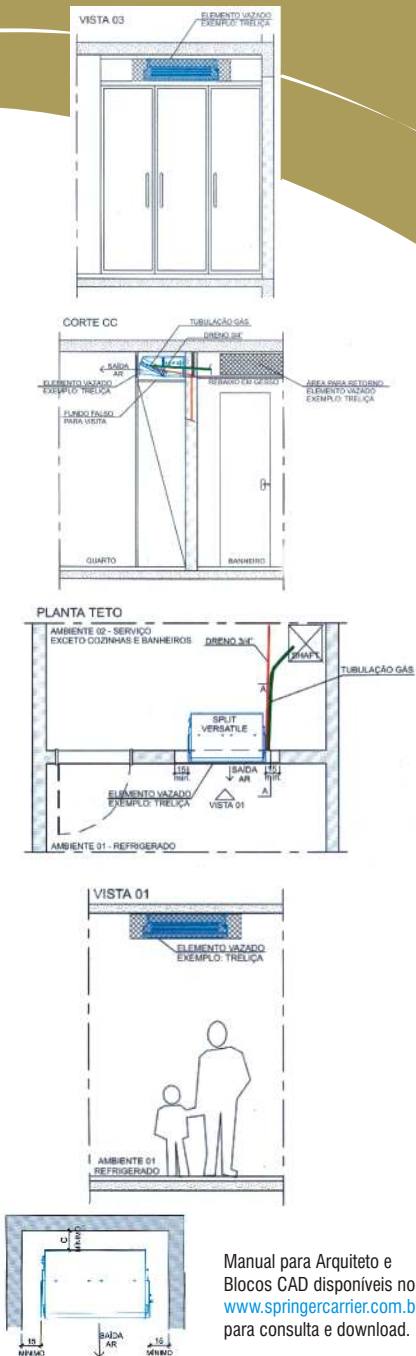 VISTA 03
ELEMENTO VAZADO
EXEMPLO: TRELIÇA
CORTE CC
TUBULAÇÃO GÁS
DRENO 3/4"
SAÍDA
AR
ELEMENTO VAZADO
EXEMPLO: TRELIÇA
REBAIXO EM GESSO
ÁREA PARA RETORNO
ELEMENTO VAZADO
EXEMPLO: TRELIÇA
FUNDO FALSO
PARA VISITA
QUARTO
BANHEIRO
PLANTA TETO
AMBIENTE 02 - SERVIÇO
EXCETO COZINHAS E BANHEIROS
DRENO 3/4"
SHAFT
TUBULAÇÃO GÁS
A
SPLIT
VERSATILE
15
min.
SAÍDA
AR
15
min.
ELEMENTO VAZADO
EXEMPLO: TRELIÇA
VISTA 01
A
AMBIENTE 01 - REFRIGERADO
VISTA 01
ELEMENTO VAZADO
EXEMPLO: TRELIÇA
AMBIENTE 01
REFRIGERADO
C
MÍNIMO
15
MÍNIMO
SAÍDA
AR
15
MÍNIMO
Manual para Arquiteto e
Blocos CAD disponíveis no
www.springercarrier.com.b
para consulta e download.